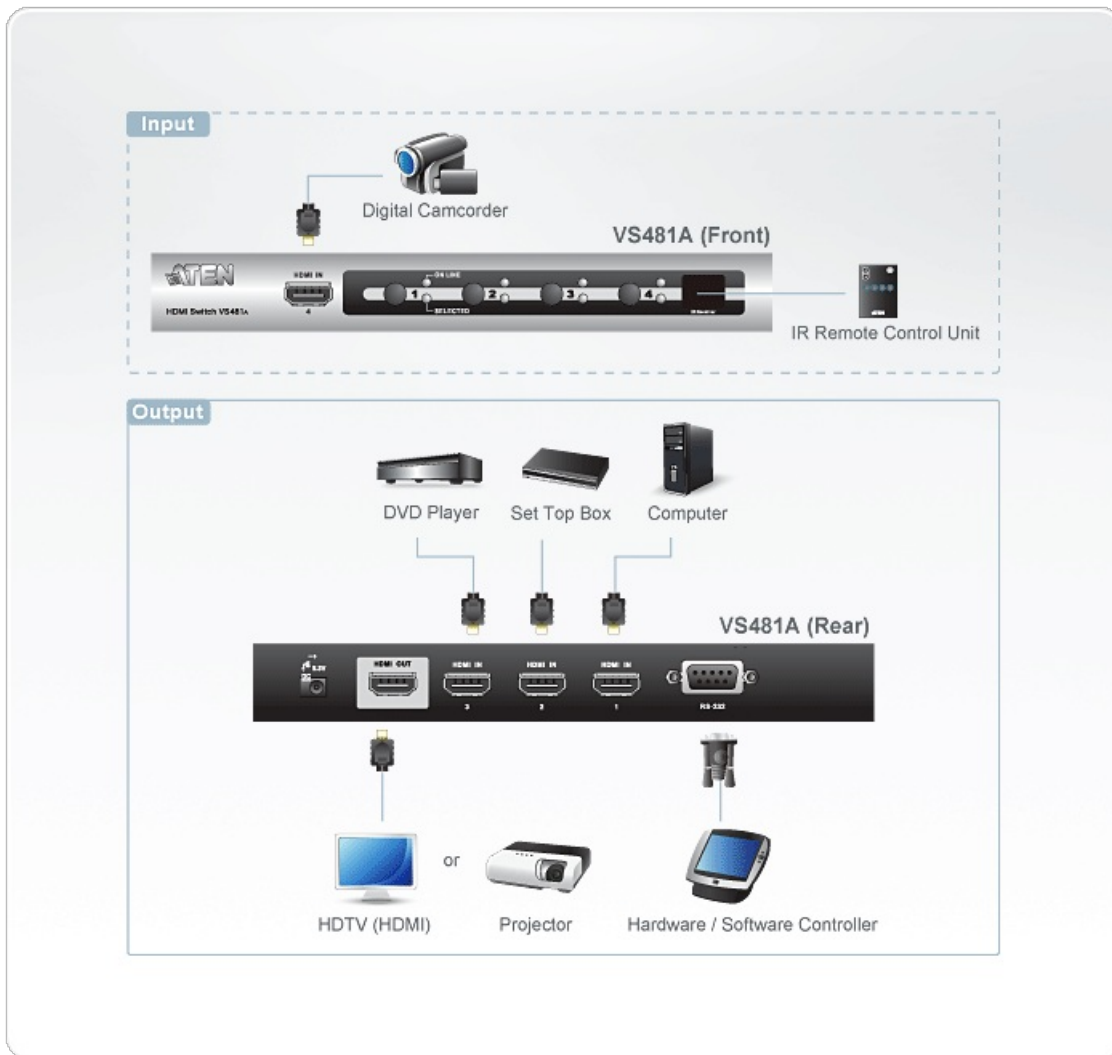 Input
Digital Camcorder
VS481A (Front)
ATEN
HDMI Switch VS481A
HDMI IN
4
ON LINE
1 2 3 4
SELECTED
IR Remote Control Unit
Output
DVD Player
Set Top Box
Computer
VS481A (Rear)
HDMI OUT
HDMI IN
3
HDMI IN
2
HDMI IN
1
RS-232
or
HDTV (HDMI)
Projector
Hardware / Software Controller